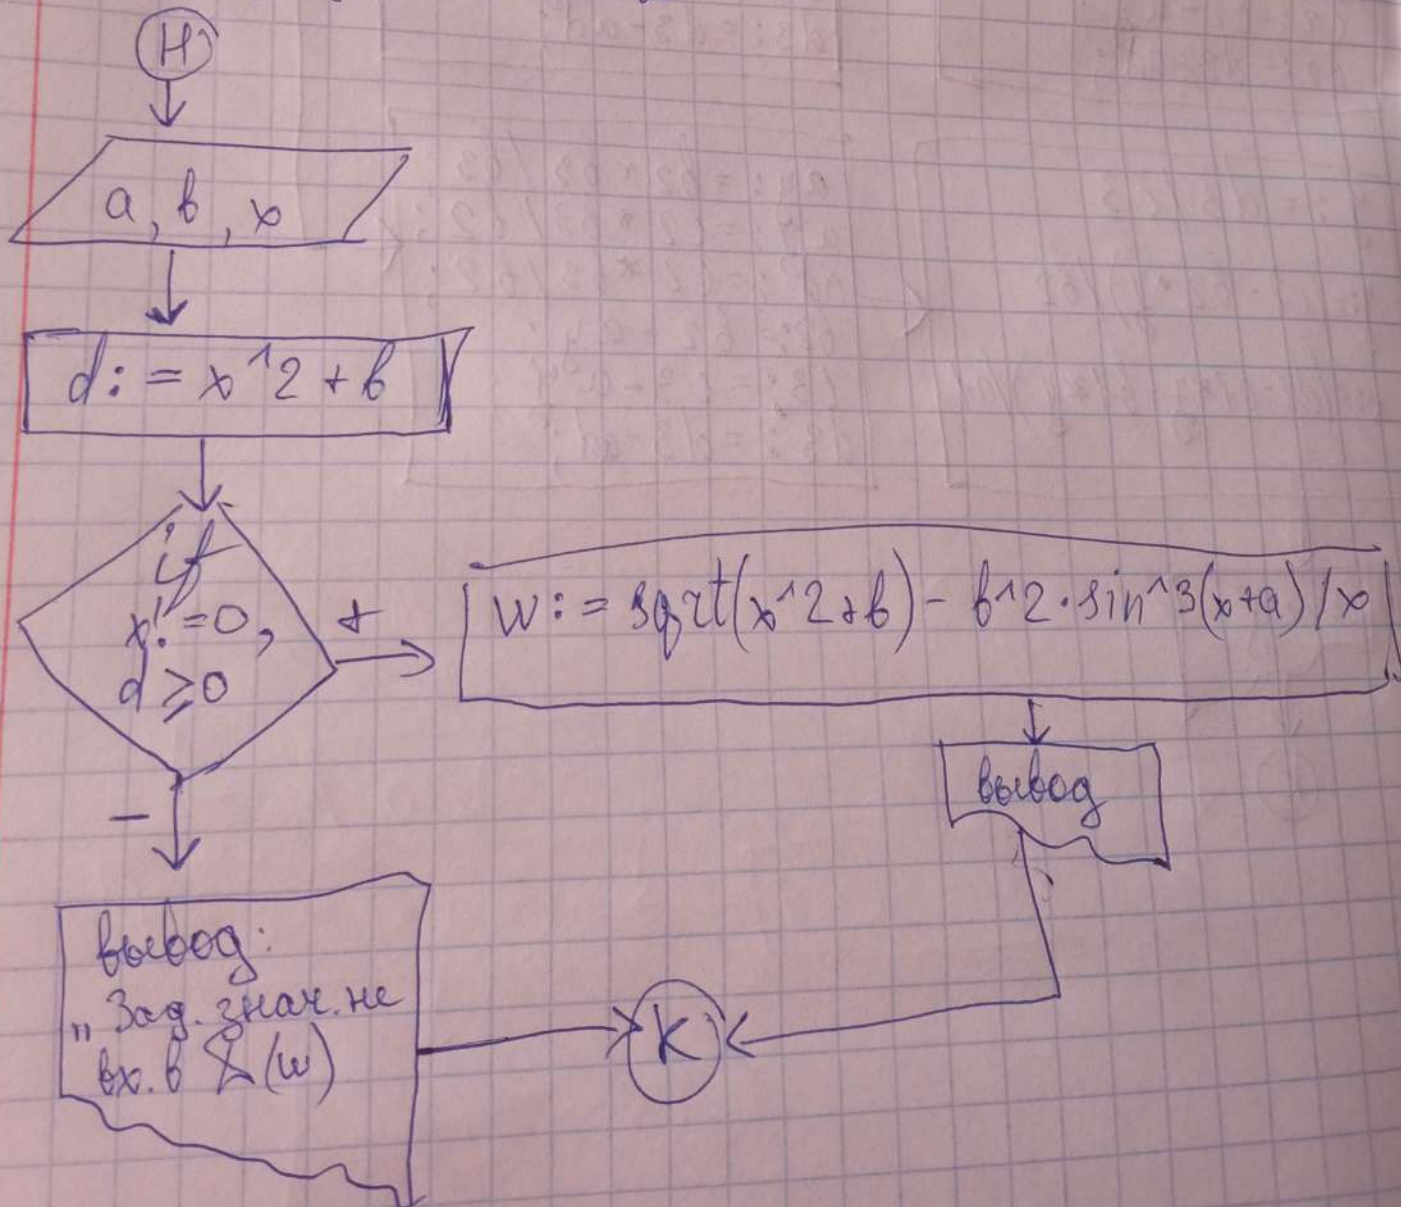 Н
a, b, x
d := x^2 + b
if
x! = 0,
d ≥ 0
+
w := sqrt(x^2+b) - b^2 · sin^3(x+a) / x
вывод
-
вывод:
„Зад. знач. не
вх. в (w)
К